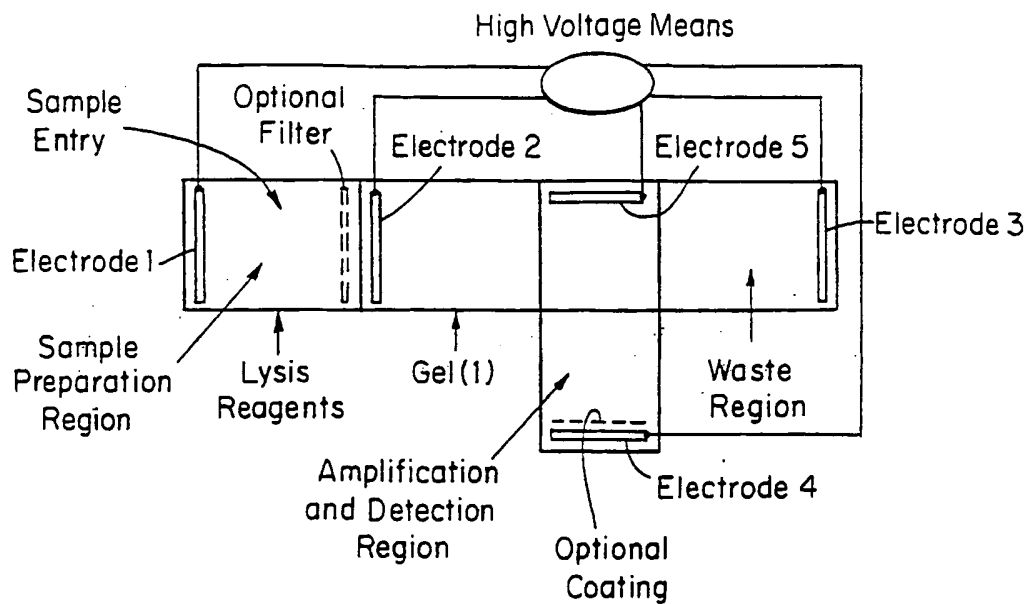 High Voltage Means
Sample
Entry
Optional
Filter
Electrode 2
Electrode 5
Electrode 3
Electrode 1
Sample
Preparation
Region
Lysis
Reagents
Gel (1)
Waste
Region
Amplification
and Detection
Region
Electrode 4
Optional
Coating